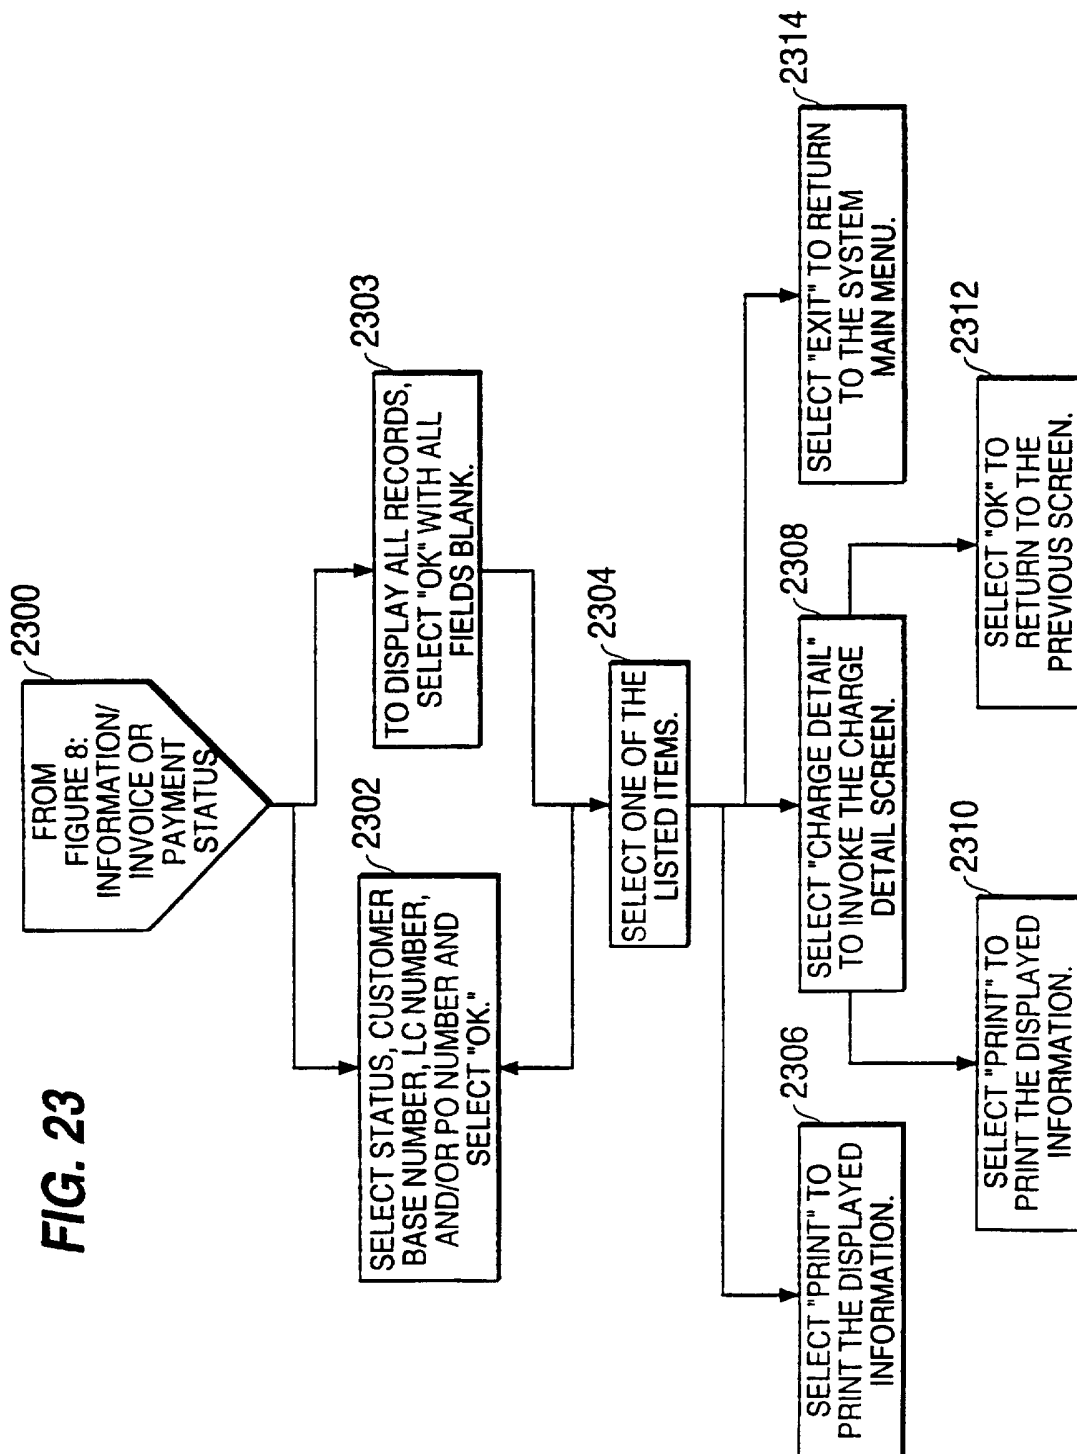 FIG. 23
2300
FROM
FIGURE 8:
INFORMATION/
INVOICE OR
PAYMENT
STATUS
2302
SELECT STATUS, CUSTOMER
BASE NUMBER, LC NUMBER,
AND/OR PO NUMBER AND
SELECT "OK."
2303
TO DISPLAY ALL RECORDS,
SELECT "OK" WITH ALL
FIELDS BLANK.
2304
SELECT ONE OF THE
LISTED ITEMS.
2306
SELECT "PRINT" TO
PRINT THE DISPLAYED
INFORMATION.
2308
SELECT "CHARGE DETAIL"
TO INVOKE THE CHARGE
DETAIL SCREEN.
2314
SELECT "EXIT" TO RETURN
TO THE SYSTEM
MAIN MENU.
2310
SELECT "PRINT" TO
PRINT THE DISPLAYED
INFORMATION.
2312
SELECT "OK" TO
RETURN TO THE
PREVIOUS SCREEN.